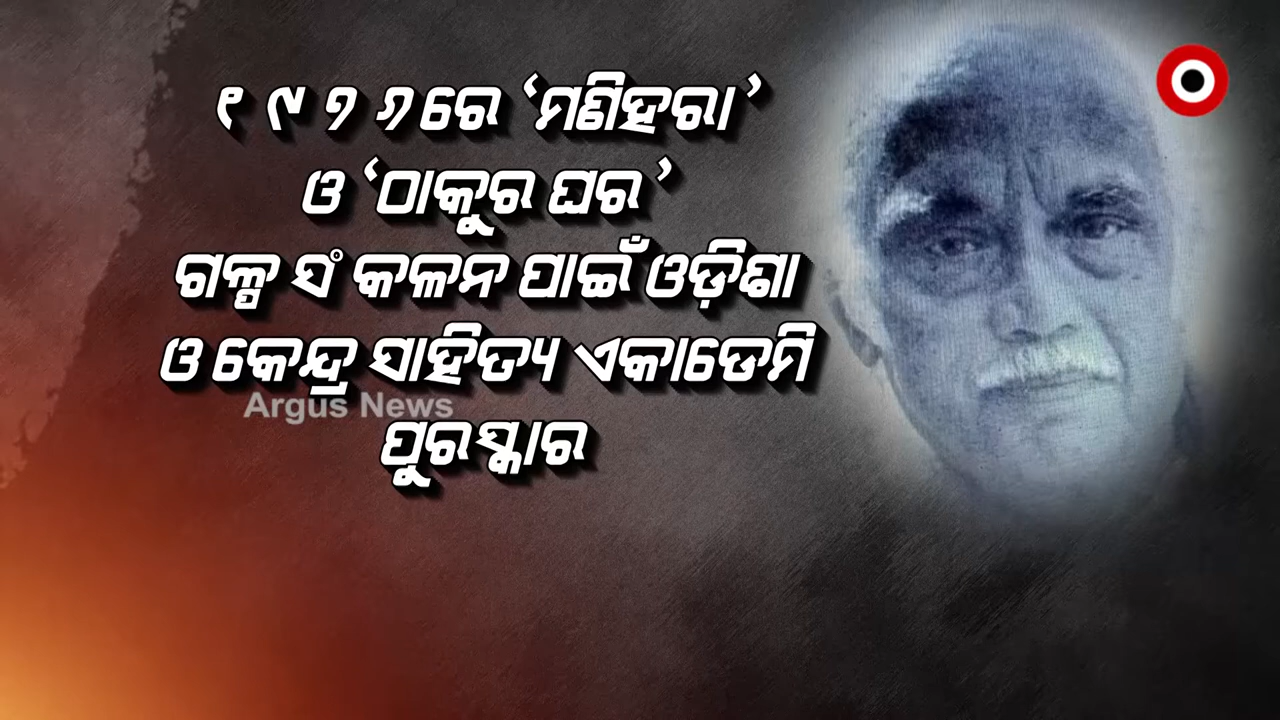 ୧୯୭୬ରେ ‘ମଣିହରା’
ଓ ‘ଠାକୁର ଘର’
ଗଳ୍ପ ସଂକଳନ ପାଇଁ ଓଡ଼ିଶା
ଓ କେନ୍ଦ୍ର ସାହିତ୍ୟ ଏକାଡେମି
Argus News
ପୁରସ୍କାର